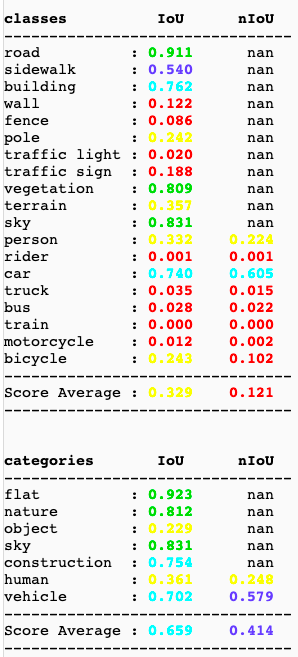 classes IoU nIoU
--------------------------------
road : 0.911 nan
sidewalk : 0.540 nan
building : 0.762 nan
wall : 0.122 nan
fence : 0.086 nan
pole : 0.242 nan
traffic light : 0.020 nan
traffic sign : 0.188 nan
vegetation : 0.809 nan
terrain : 0.357 nan
sky : 0.831 nan
person : 0.332 0.224
rider : 0.001 0.001
car : 0.740 0.605
truck : 0.035 0.015
bus : 0.028 0.022
train : 0.000 0.000
motorcycle : 0.012 0.002
bicycle : 0.243 0.102
--------------------------------
Score Average : 0.329 0.121
--------------------------------
categories IoU nIoU
--------------------------------
flat : 0.923 nan
nature : 0.812 nan
object : 0.229 nan
sky : 0.831 nan
construction : 0.754 nan
human : 0.361 0.248
vehicle : 0.702 0.579
--------------------------------
Score Average : 0.659 0.414
--------------------------------